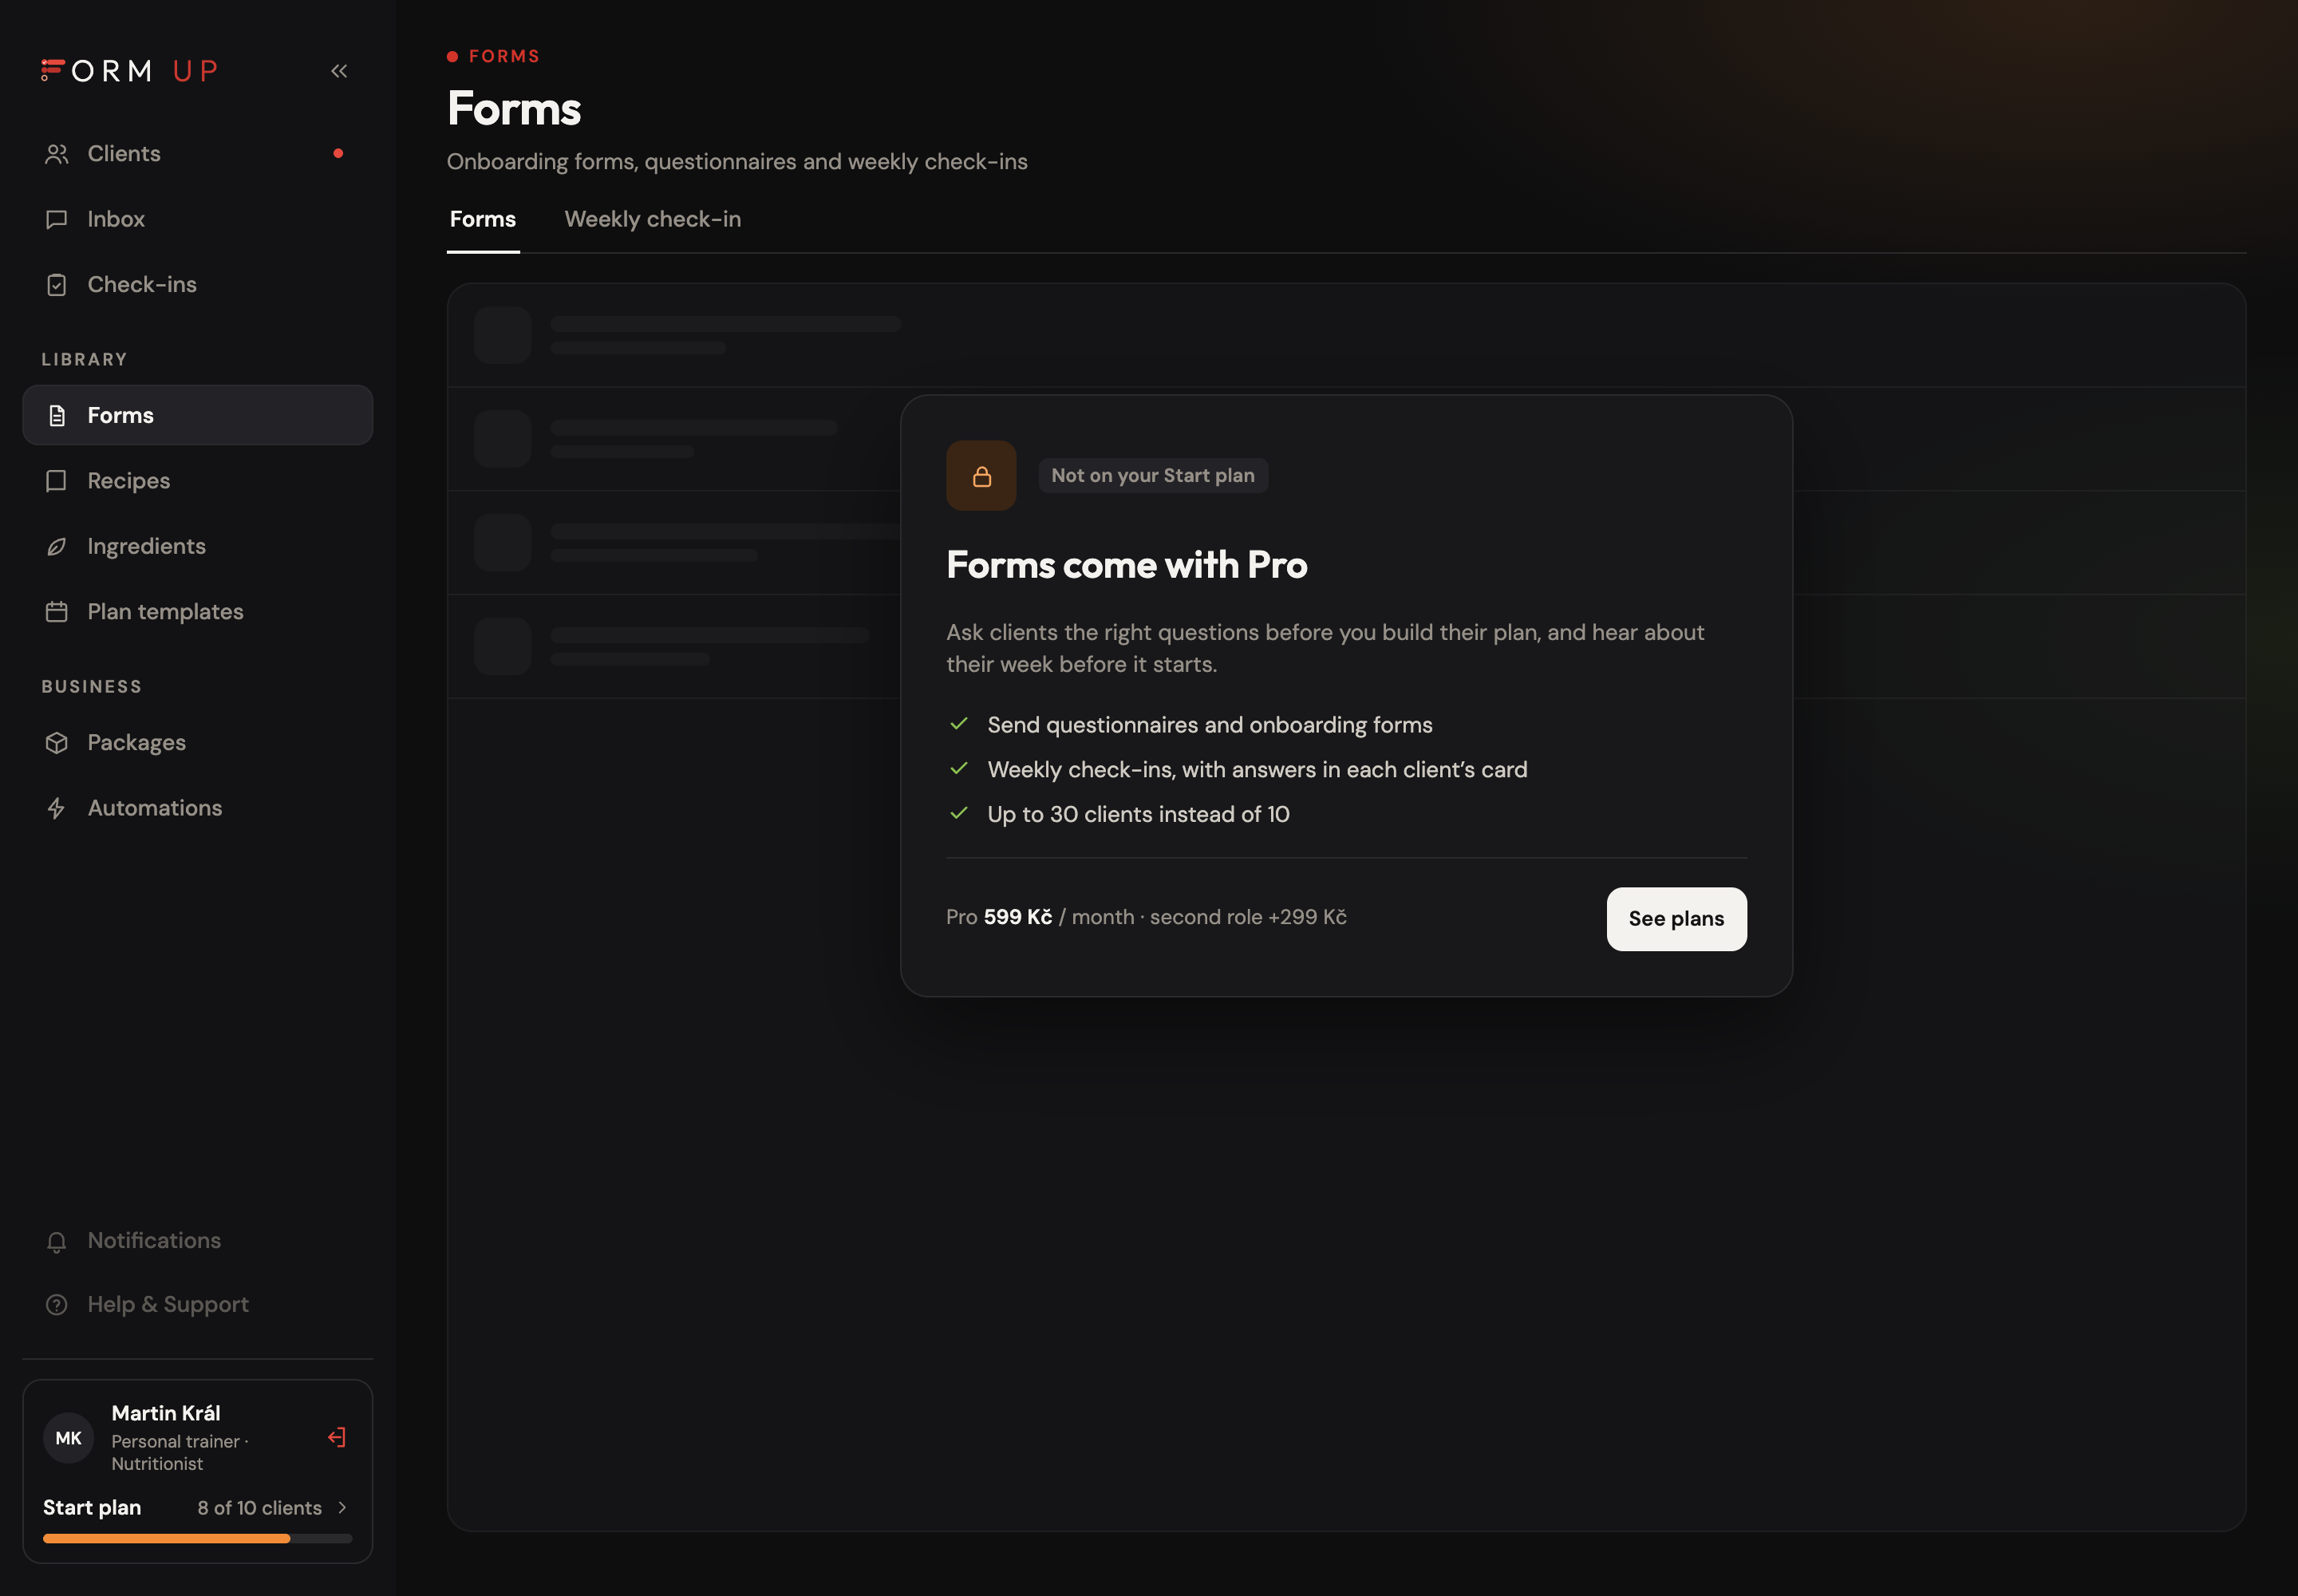 FORM UP
Clients
Inbox
Check-ins
LIBRARY
Forms
Recipes
Ingredients
Plan templates
BUSINESS
Packages
Automations
Notifications
Help & Support
MK
Martin Král
Personal trainer ·
Nutritionist
Start plan
8 of 10 clients
FORMS
Forms
Onboarding forms, questionnaires and weekly check-ins
Forms
Weekly check-in
Not on your Start plan
Forms come with Pro
Ask clients the right questions before you build their plan, and hear about
their week before it starts.
Send questionnaires and onboarding forms
Weekly check-ins, with answers in each client’s card
Up to 30 clients instead of 10
Pro 599 Kč / month · second role +299 Kč
See plans